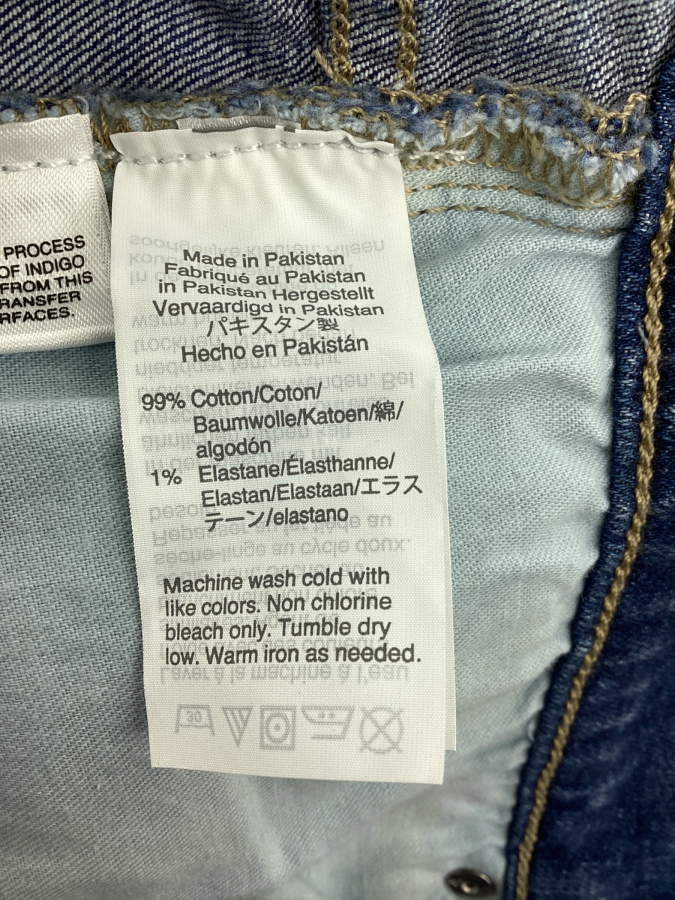 PROCESS
OF INDIGO
FROM THIS
RANSFER
RFACES.
Made in Pakistan
Fabriqué au Pakistan
in Pakistan Hergestellt
Vervaardigd in Pakistan
パキスタン製
Hecho en Pakistán
99% Cotton/Coton/
Baumwolle/Katoen/綿/
algodón
1% Elastane/Élasthanne/
Elastan/Elastaan/エラス
テーン/elastano
Machine wash cold with
like colors. Non chlorine
bleach only. Tumble dry
low. Warm iron as needed.
30